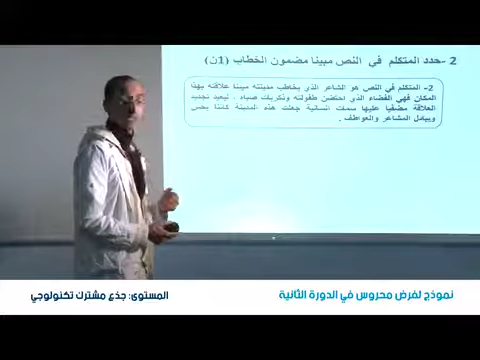 2 -حدد المتكلم في النص مبينا مضمون الخطاب (1ن)
2- المتكلم في النص هو الشاعر الذي يخاطب مدينته مبينا علاقته بهذا
المكان فهي الفضاء الذي احتضن طفولته وذكريات صباه ، ليعيد تجديد
العلاقة مضفيا عليها سمات انسانية جعلت هذه المدينة كائنا يحس
ويبادل المشاعر والعواطف .
نموذج لفرض محروس في الدورة الثانية
المستوى: جذع مشترك تكنولوجي